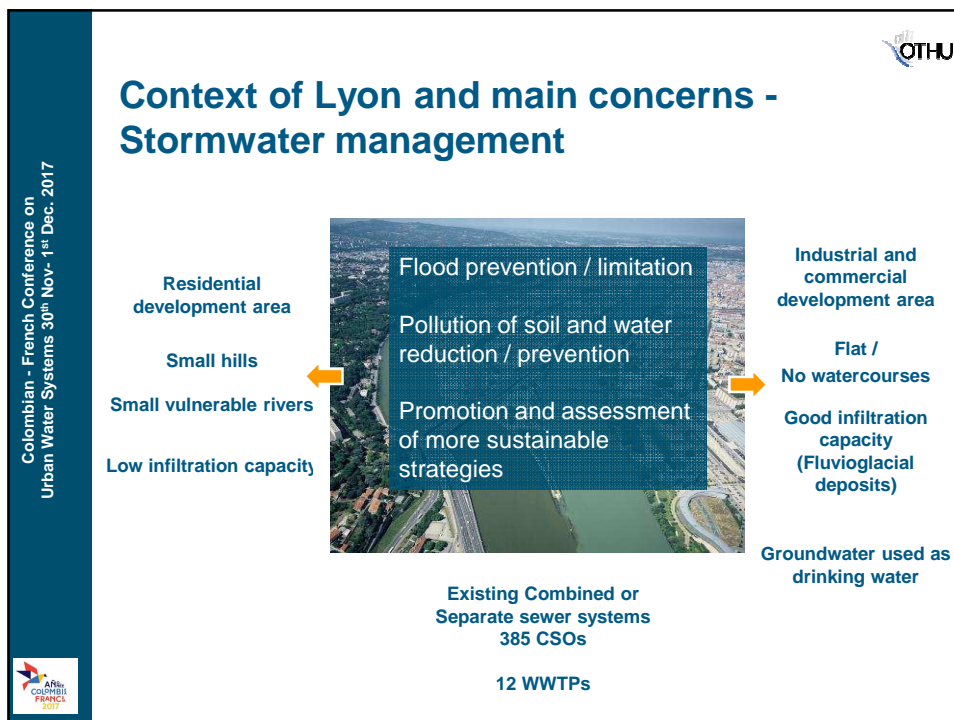 OTHU
Context of Lyon and main concerns -
Stormwater management
Colombian - French Conference on
Urban Water Systems 30th Nov- 1st Dec. 2017
Residential
development area
Small hills
Small vulnerable rivers
Low infiltration capacity
Flood prevention / limitation
Pollution of soil and water
reduction / prevention
Promotion and assessment
of more sustainable
strategies
Industrial and
commercial
development area
Flat /
No watercourses
Good infiltration
capacity
(Fluvioglacial
deposits)
Groundwater used as
drinking water
Existing Combined or
Separate sewer systems
385 CSOs
12 WWTPs
COLOMBIE
FRANCE
2017